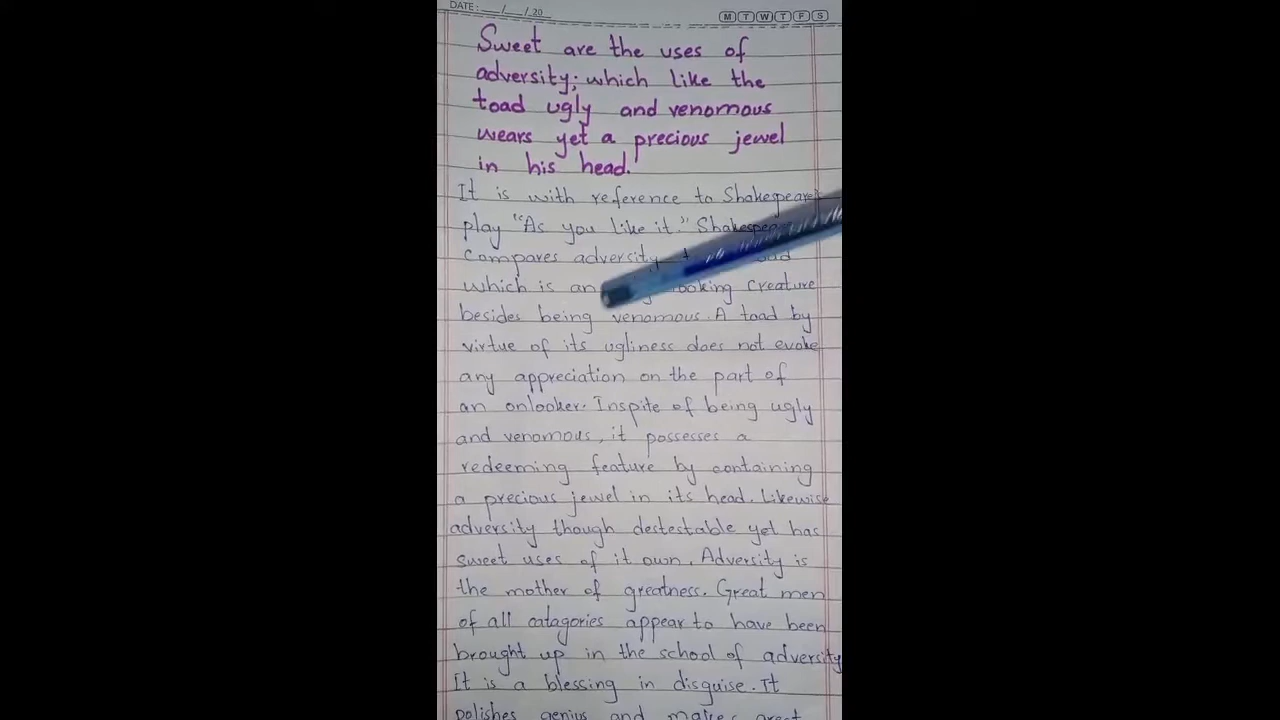 DATE: __/__/20__
M T W T F S
Sweet are the uses of
adversity; which like the
toad ugly and venomous
wears yet a precious jewel
in his head.
It is with reference to Shakespeare's
play "As you like it." Shakespeare
compares adversity
which is an looking creature
besides being venomous. A toad by
virtue of its ugliness does not evoke
any appreciation on the part of
an onlooker. Inspite of being ugly
and venomous, it possesses a
redeeming feature by containing
a precious jewel in its head. Likewise
adversity though destestable yet has
sweet uses of it own. Adversity is
the mother of greatness. Great men
of all catagories appear to have been
brought up in the school of adversity
It is a blessing in disguise. It
polishes genius and makes great